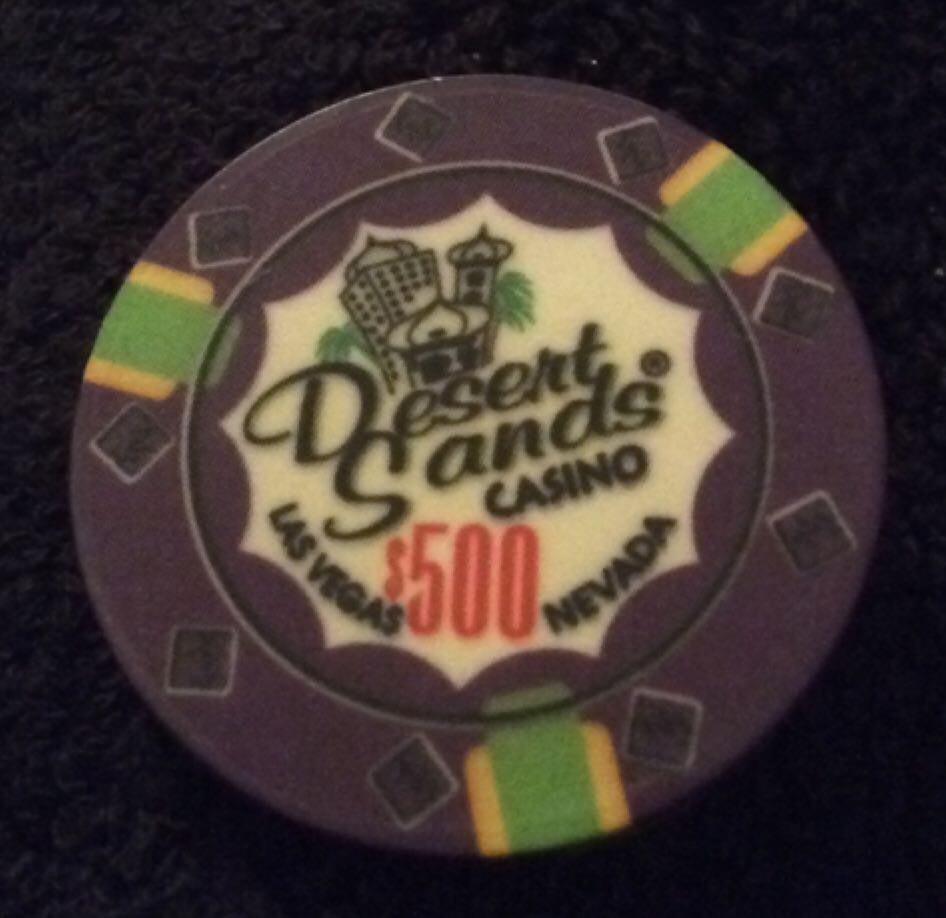 Desert
Sands®
CASINO
$500
LAS VEGAS NEVADA